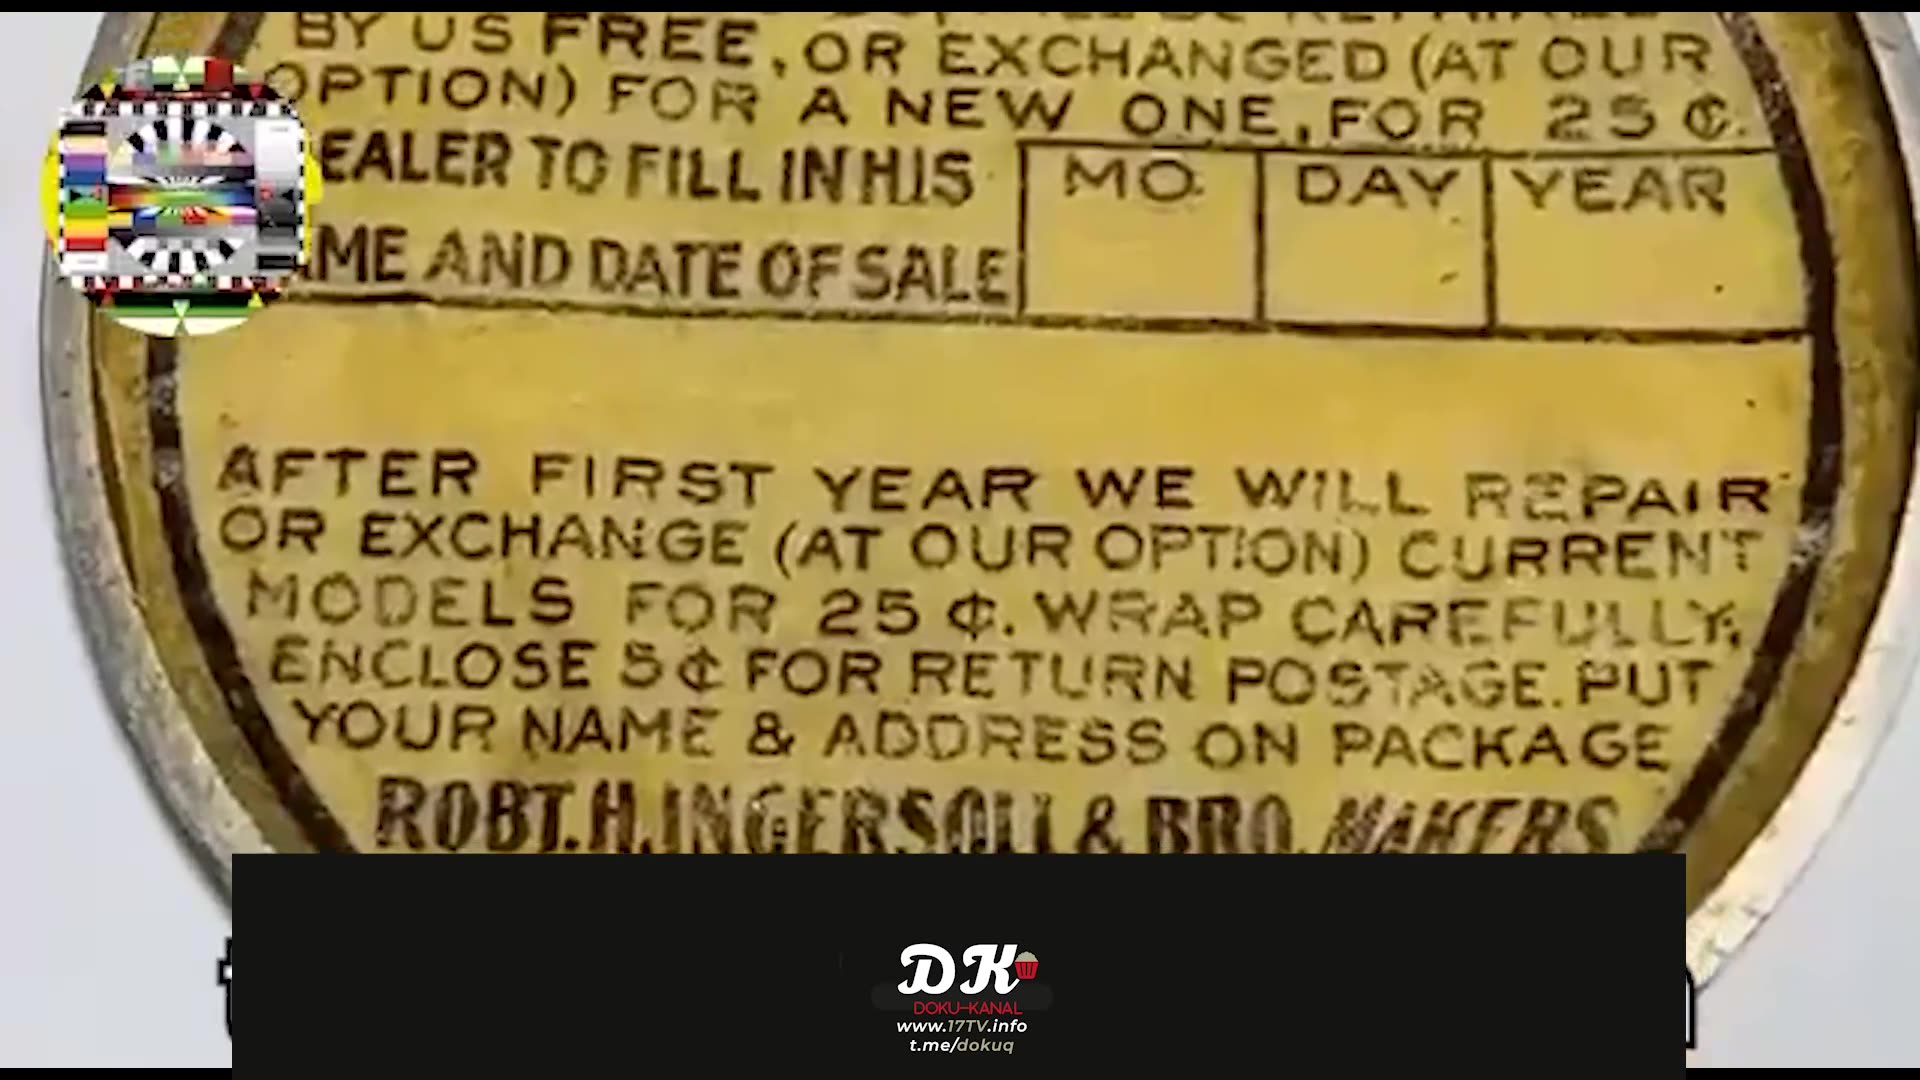 BY US FREE, OR EXCHANGED (AT OUR
OPTION) FOR A NEW ONE, FOR 25 ¢.
EALER TO FILL IN HIS
AME AND DATE OF SALE
MO. DAY YEAR
AFTER FIRST YEAR WE WILL REPAIR
OR EXCHANGE (AT OUR OPTION) CURRENT
MODELS FOR 25 ¢. WRAP CAREFULLY,
ENCLOSE 5¢ FOR RETURN POSTAGE. PUT
YOUR NAME & ADDRESS ON PACKAGE
ROBT. H. INGERSOLL & BRO. MAKERS
DK
DOKU-KANAL
www.17TV.info
t.me/dokuq